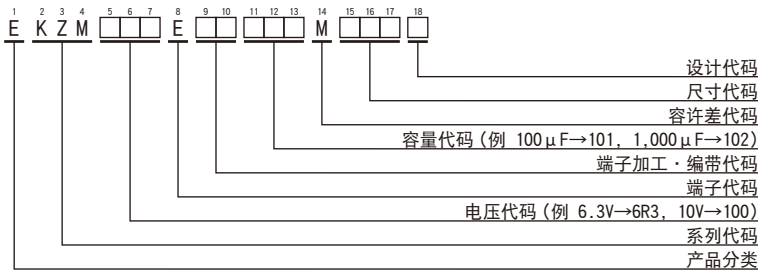 1 2 3 4 5 6 7 8 9 10 11 12 13 14 15 16 17 18
E K Z M □□□ E □□ □□□ M □□□ □
设计代码
尺寸代码
容许差代码
容量代码(例 100μF→101, 1,000μF→102)
端子加工·编带代码
端子代码
电压代码(例 6.3V→6R3, 10V→100)
系列代码
产品分类